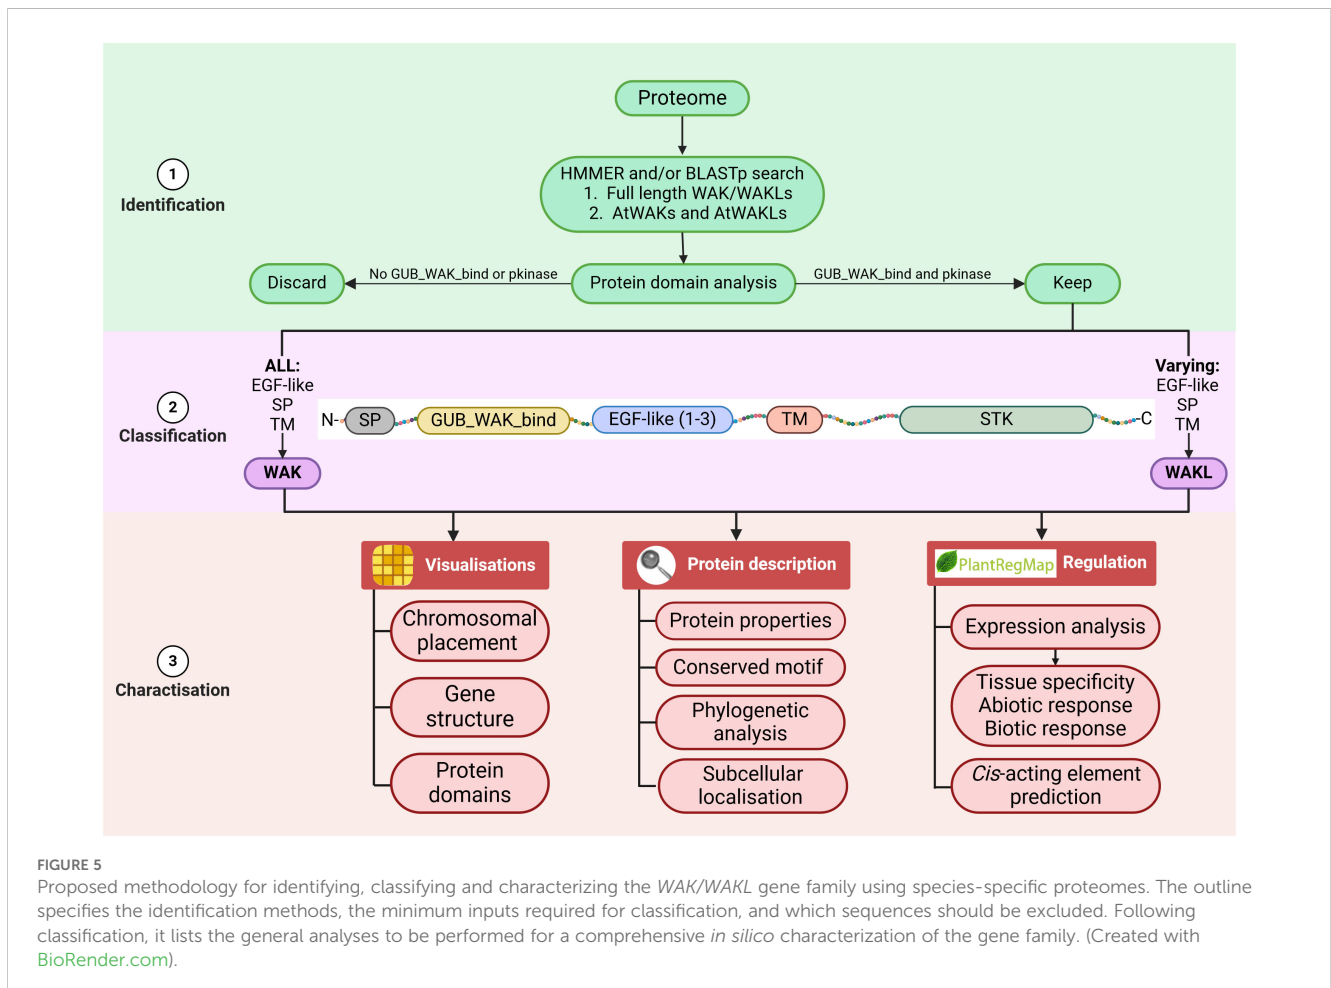 Proteome
HMMER and/or BLASTp search
1. Full length WAK/WAKLs
2. AtWAKs and AtWAKLs
1
Identification
Discard
No GUB_WAK_bind or pkinase
Protein domain analysis
GUB_WAK_bind and pkinase
Keep
ALL:
EGF-like
SP
TM
WAK
2
Classification
N-
SP
GUB_WAK_bind
EGF-like (1-3)
TM
STK
-C
Varying:
EGF-like
SP
TM
WAKL
3
Charactisation
Visualisations
Chromosomal
placement
Gene
structure
Protein
domains
Protein description
Protein properties
Conserved motif
Phylogenetic
analysis
Subcellular
localisation
PlantRegMap
Regulation
Expression analysis
Tissue specificity
Abiotic response
Biotic response
Cis-acting element
prediction
FIGURE 5
Proposed methodology for identifying, classifying and characterizing the WAK/WAKL gene family using species-specific proteomes. The outline
specifies the identification methods, the minimum inputs required for classification, and which sequences should be excluded. Following
classification, it lists the general analyses to be performed for a comprehensive in silico characterization of the gene family. (Created with
BioRender.com).